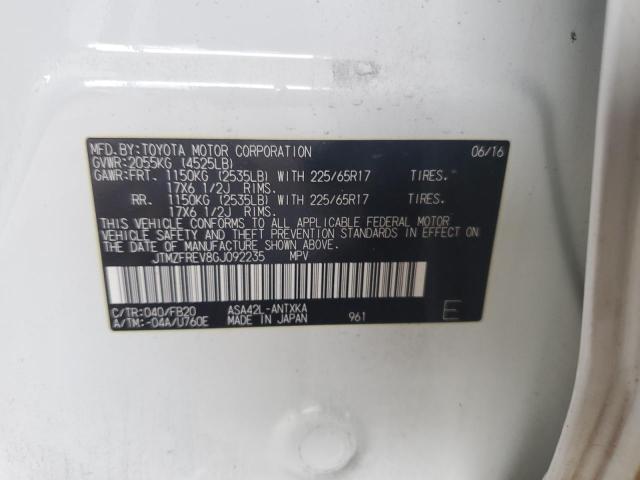 MFD.BY:TOYOTA MOTOR CORPORATION 06/16
GVWR:2055KG (4525LB)
GAWR:FRT. 1150KG (2535LB) WITH 225/65R17 TIRES.
17X6 1/2J RIMS.
RR. 1150KG (2535LB) WITH 225/65R17 TIRES.
17X6 1/2J RIMS.
THIS VEHICLE CONFORMS TO ALL APPLICABLE FEDERAL MOTOR
VEHICLE SAFETY AND THEFT PREVENTION STANDARDS IN EFFECT
ON THE DATE OF MANUFACTURE SHOWN ABOVE.
JTMZFREV8GJ092235 MPV
C/TR:040/FB20 ASA42L-ANTXKA
A/TM:-04A/U760E MADE IN JAPAN 961 E